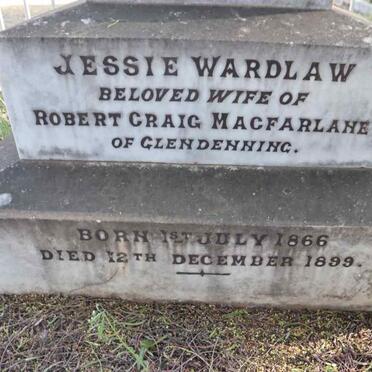 JESSIE WARDLAW
BELOVED WIFE OF
ROBERT CRAIG MACFARLANE
OF GLENDENNING.
BORN 1ST JULY 1866
DIED 12TH DECEMBER 1899.